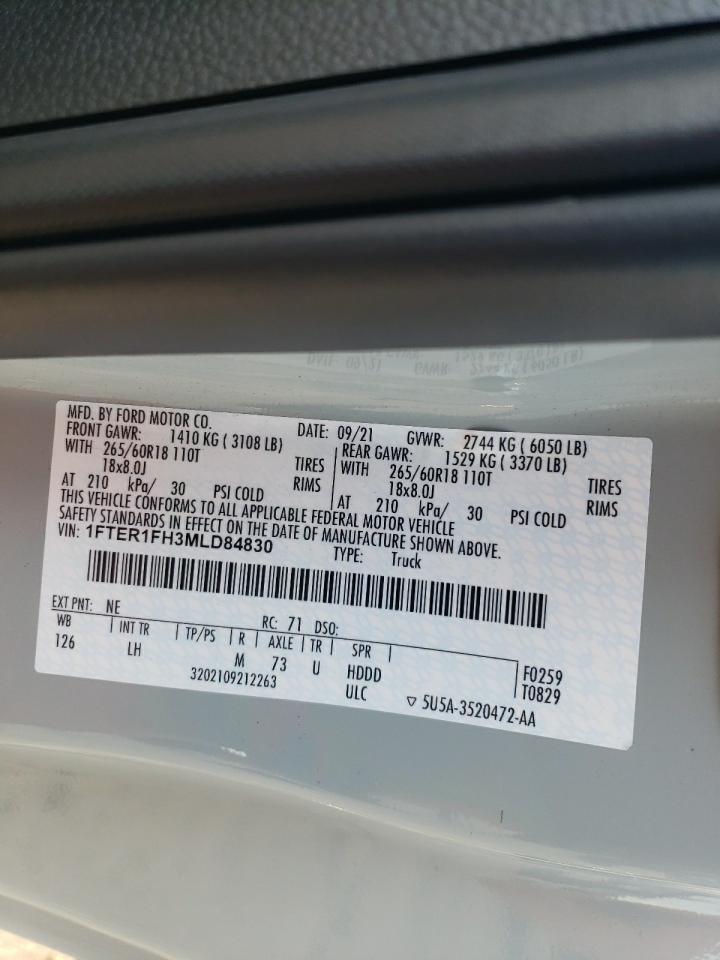 MFD. BY FORD MOTOR CO. DATE: 09/21 GVWR: 2744 KG ( 6050 LB)
FRONT GAWR: 1410 KG ( 3108 LB) REAR GAWR: 1529 KG ( 3370 LB)
WITH 265/60R18 110T TIRES WITH 265/60R18 110T TIRES
18x8.0J RIMS 18x8.0J RIMS
AT 210 kPa/ 30 PSI COLD AT 210 kPa/ 30 PSI COLD
THIS VEHICLE CONFORMS TO ALL APPLICABLE FEDERAL MOTOR VEHICLE
SAFETY STANDARDS IN EFFECT ON THE DATE OF MANUFACTURE SHOWN ABOVE.
VIN: 1FTER1FH3MLD84830 TYPE: Truck
EXT PNT: NE RC: 71 DSO:
WB INT TR TP/PS R AXLE TR SPR
126 LH M 73 U HDDD F0259
3202109212263 ULC T0829
5U5A-3520472-AA